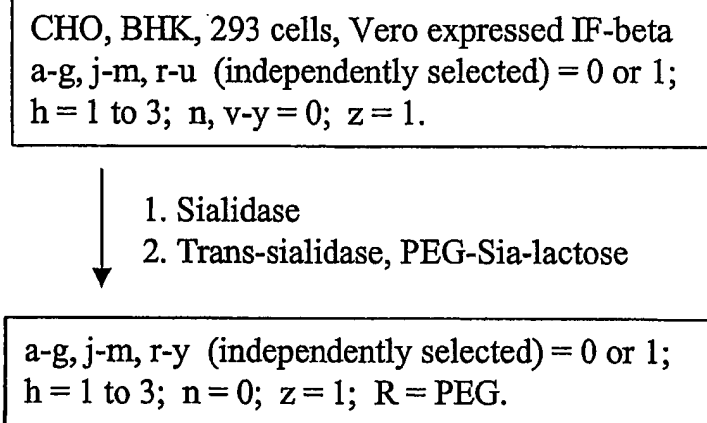 CHO, BHK, 293 cells, Vero expressed IF-beta
a-g, j-m, r-u (independently selected) = 0 or 1;
h = 1 to 3; n, v-y = 0; z = 1.
1. Sialidase
2. Trans-sialidase, PEG-Sia-lactose
a-g, j-m, r-y (independently selected) = 0 or 1;
h = 1 to 3; n = 0; z = 1; R = PEG.